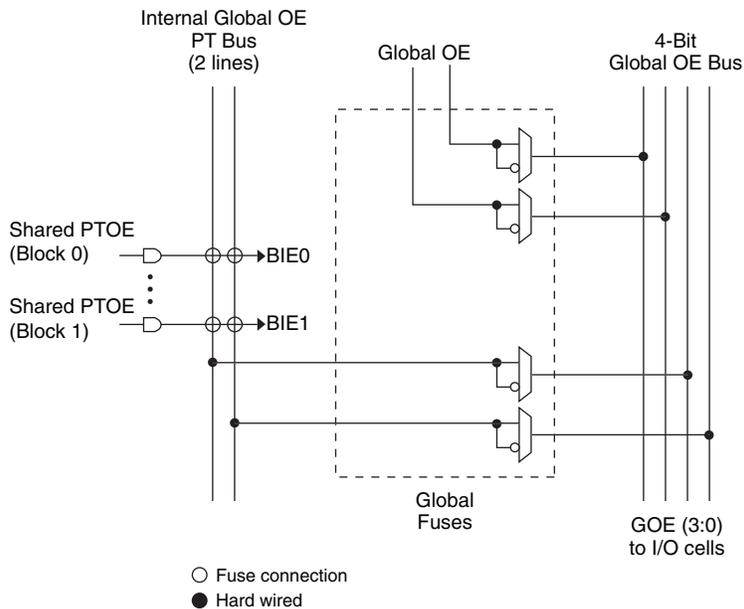 Internal Global OE
PT Bus
(2 lines)
Global OE
4-Bit
Global OE Bus
Shared PTOE
(Block 0)
BIE0
Shared PTOE
(Block 1)
BIE1
Global
Fuses
GOE (3:0)
to I/O cells
Fuse connection
Hard wired